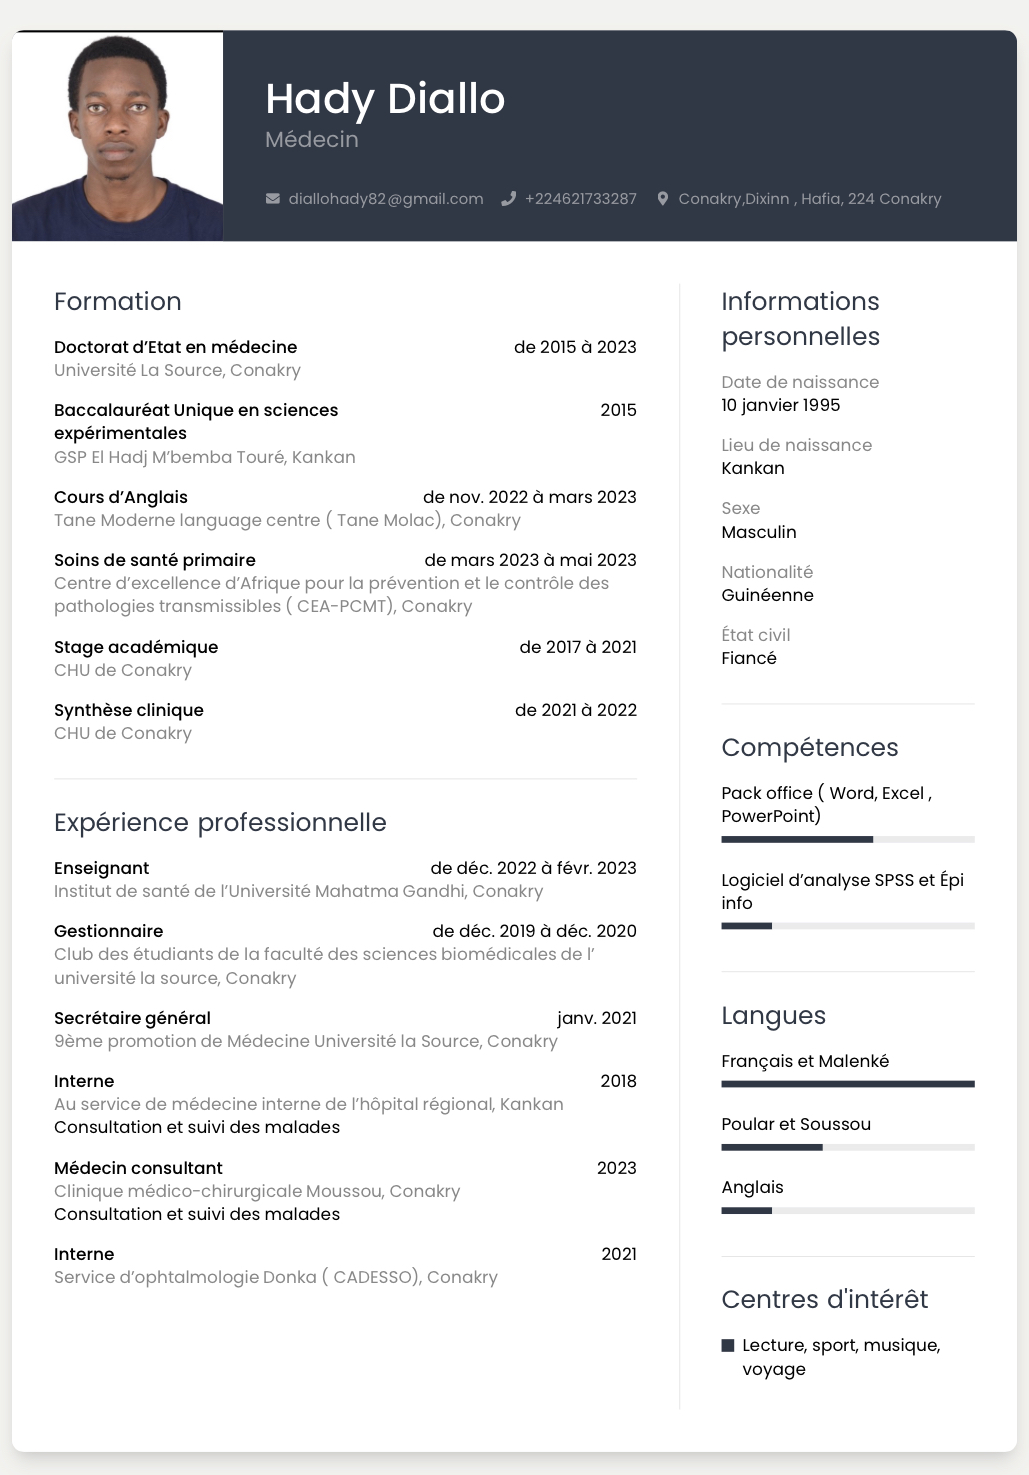 Hady Diallo
Médecin
diallohady82@gmail.com +224621733287 Conakry,Dixinn , Hafia, 224 Conakry
Formation
Doctorat d’Etat en médecine de 2015 à 2023
Université La Source, Conakry
Baccalauréat Unique en sciences 2015
expérimentales
GSP El Hadj M’bemba Touré, Kankan
Cours d’Anglais de nov. 2022 à mars 2023
Tane Moderne language centre ( Tane Molac), Conakry
Soins de santé primaire de mars 2023 à mai 2023
Centre d’excellence d’Afrique pour la prévention et le contrôle des
pathologies transmissibles ( CEA-PCMT), Conakry
Stage académique de 2017 à 2021
CHU de Conakry
Synthèse clinique de 2021 à 2022
CHU de Conakry
Expérience professionnelle
Enseignant de déc. 2022 à févr. 2023
Institut de santé de l’Université Mahatma Gandhi, Conakry
Gestionnaire de déc. 2019 à déc. 2020
Club des étudiants de la faculté des sciences biomédicales de l’
université la source, Conakry
Secrétaire général janv. 2021
9ème promotion de Médecine Université la Source, Conakry
Interne 2018
Au service de médecine interne de l’hôpital régional, Kankan
Consultation et suivi des malades
Médecin consultant 2023
Clinique médico-chirurgicale Moussou, Conakry
Consultation et suivi des malades
Interne 2021
Service d’ophtalmologie Donka ( CADESSO), Conakry
Informations
personnelles
Date de naissance
10 janvier 1995
Lieu de naissance
Kankan
Sexe
Masculin
Nationalité
Guinéenne
État civil
Fiancé
Compétences
Pack office ( Word, Excel ,
PowerPoint)
Logiciel d’analyse SPSS et Épi
info
Langues
Français et Malenké
Poular et Soussou
Anglais
Centres d'intérêt
Lecture, sport, musique,
voyage